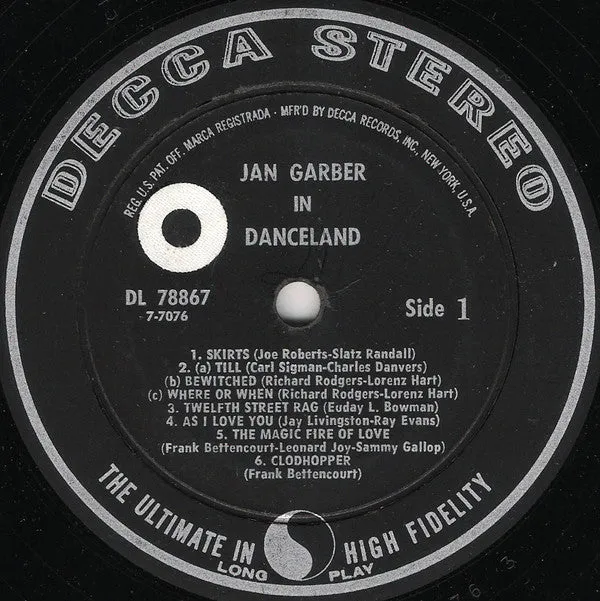 DECCA STEREO
REG. U.S. PAT. OFF. MARCA REGISTRADA · MFR'D BY DECCA RECORDS, INC., NEW YORK, U.S.A.
JAN GARBER
IN
DANCELAND
DL 78867
7-7076
Side 1
1. SKIRTS (Joe Roberts-Slatz Randall)
2. (a) TILL (Carl Sigman-Charles Danvers)
(b) BEWITCHED (Richard Rodgers-Lorenz Hart)
(c) WHERE OR WHEN (Richard Rodgers-Lorenz Hart)
3. TWELFTH STREET RAG (Euday L. Bowman)
4. AS I LOVE YOU (Jay Livingston-Ray Evans)
5. THE MAGIC FIRE OF LOVE
(Frank Bettencourt-Leonard Joy-Sammy Gallop)
6. CLODHOPPER
(Frank Bettencourt)
THE ULTIMATE IN HIGH FIDELITY
LONG PLAY